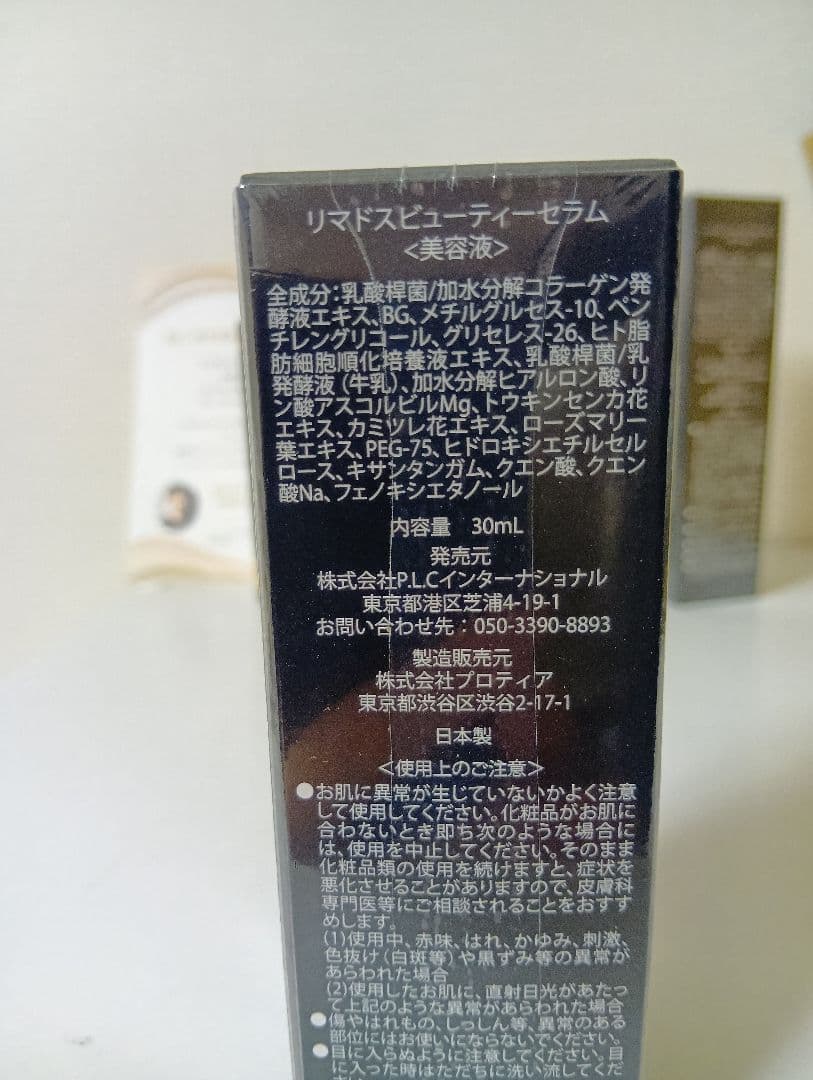 リマドスビューティーセラム
<美容液>
全成分：乳酸桿菌/加水分解コラーゲン発
酵液エキス、BG、メチルグルセス-10、ペン
チレングリコール、グリセレス-26、ヒト脂
肪細胞順化培養液エキス、乳酸桿菌/乳
発酵液（牛乳）、加水分解ヒアルロン酸、リ
ン酸アスコルビルMg、トウキンセンカ花
エキス、カミツレ花エキス、ローズマリー
葉エキス、PEG-75、ヒドロキシエチルセル
ロース、キサンタンガム、クエン酸、クエン
酸Na、フェノキシエタノール
内容量　30mL
発売元
株式会社P.L.Cインターナショナル
東京都港区芝浦4-19-1
お問い合わせ先：050-3390-8893
製造販売元
株式会社プロティア
東京都渋谷区渋谷2-17-1
日本製
<使用上のご注意>
●お肌に異常が生じていないかよく注意
して使用してください。化粧品がお肌に
合わないとき即ち次のような場合に
は、使用を中止してください。そのまま
化粧品類の使用を続けますと、症状を
悪化させることがありますので、皮膚科
専門医等にご相談されることをおすす
めします。
(1)使用中、赤味、はれ、かゆみ、刺激、
色抜け（白斑等）や黒ずみ等の異常が
あらわれた場合
(2)使用したお肌に、直射日光があたっ
て上記のような異常があらわれた場合
●傷やはれもの、しっしん等、異常のある
部位にはお使いにならないでください。
●目に入らぬように注意してください。目
に入った時はただちに洗い流してくだ